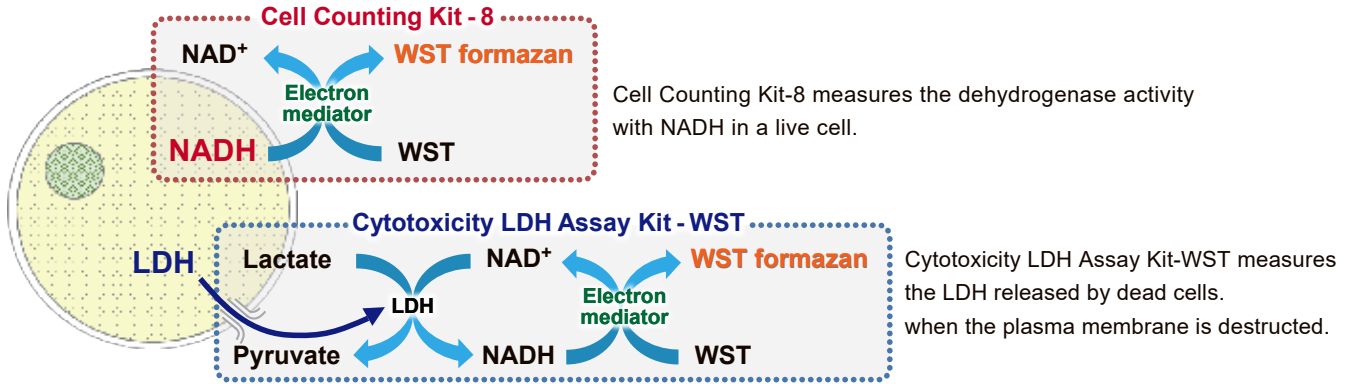 Cell Counting Kit - 8
NAD+
WST formazan
Electron
mediator
NADH
WST
Cell Counting Kit-8 measures the dehydrogenase activity
with NADH in a live cell.
Cytotoxicity LDH Assay Kit - WST
LDH
Lactate
NAD+
WST formazan
LDH
Electron
mediator
Pyruvate
NADH
WST
Cytotoxicity LDH Assay Kit-WST measures
the LDH released by dead cells.
when the plasma membrane is destructed.